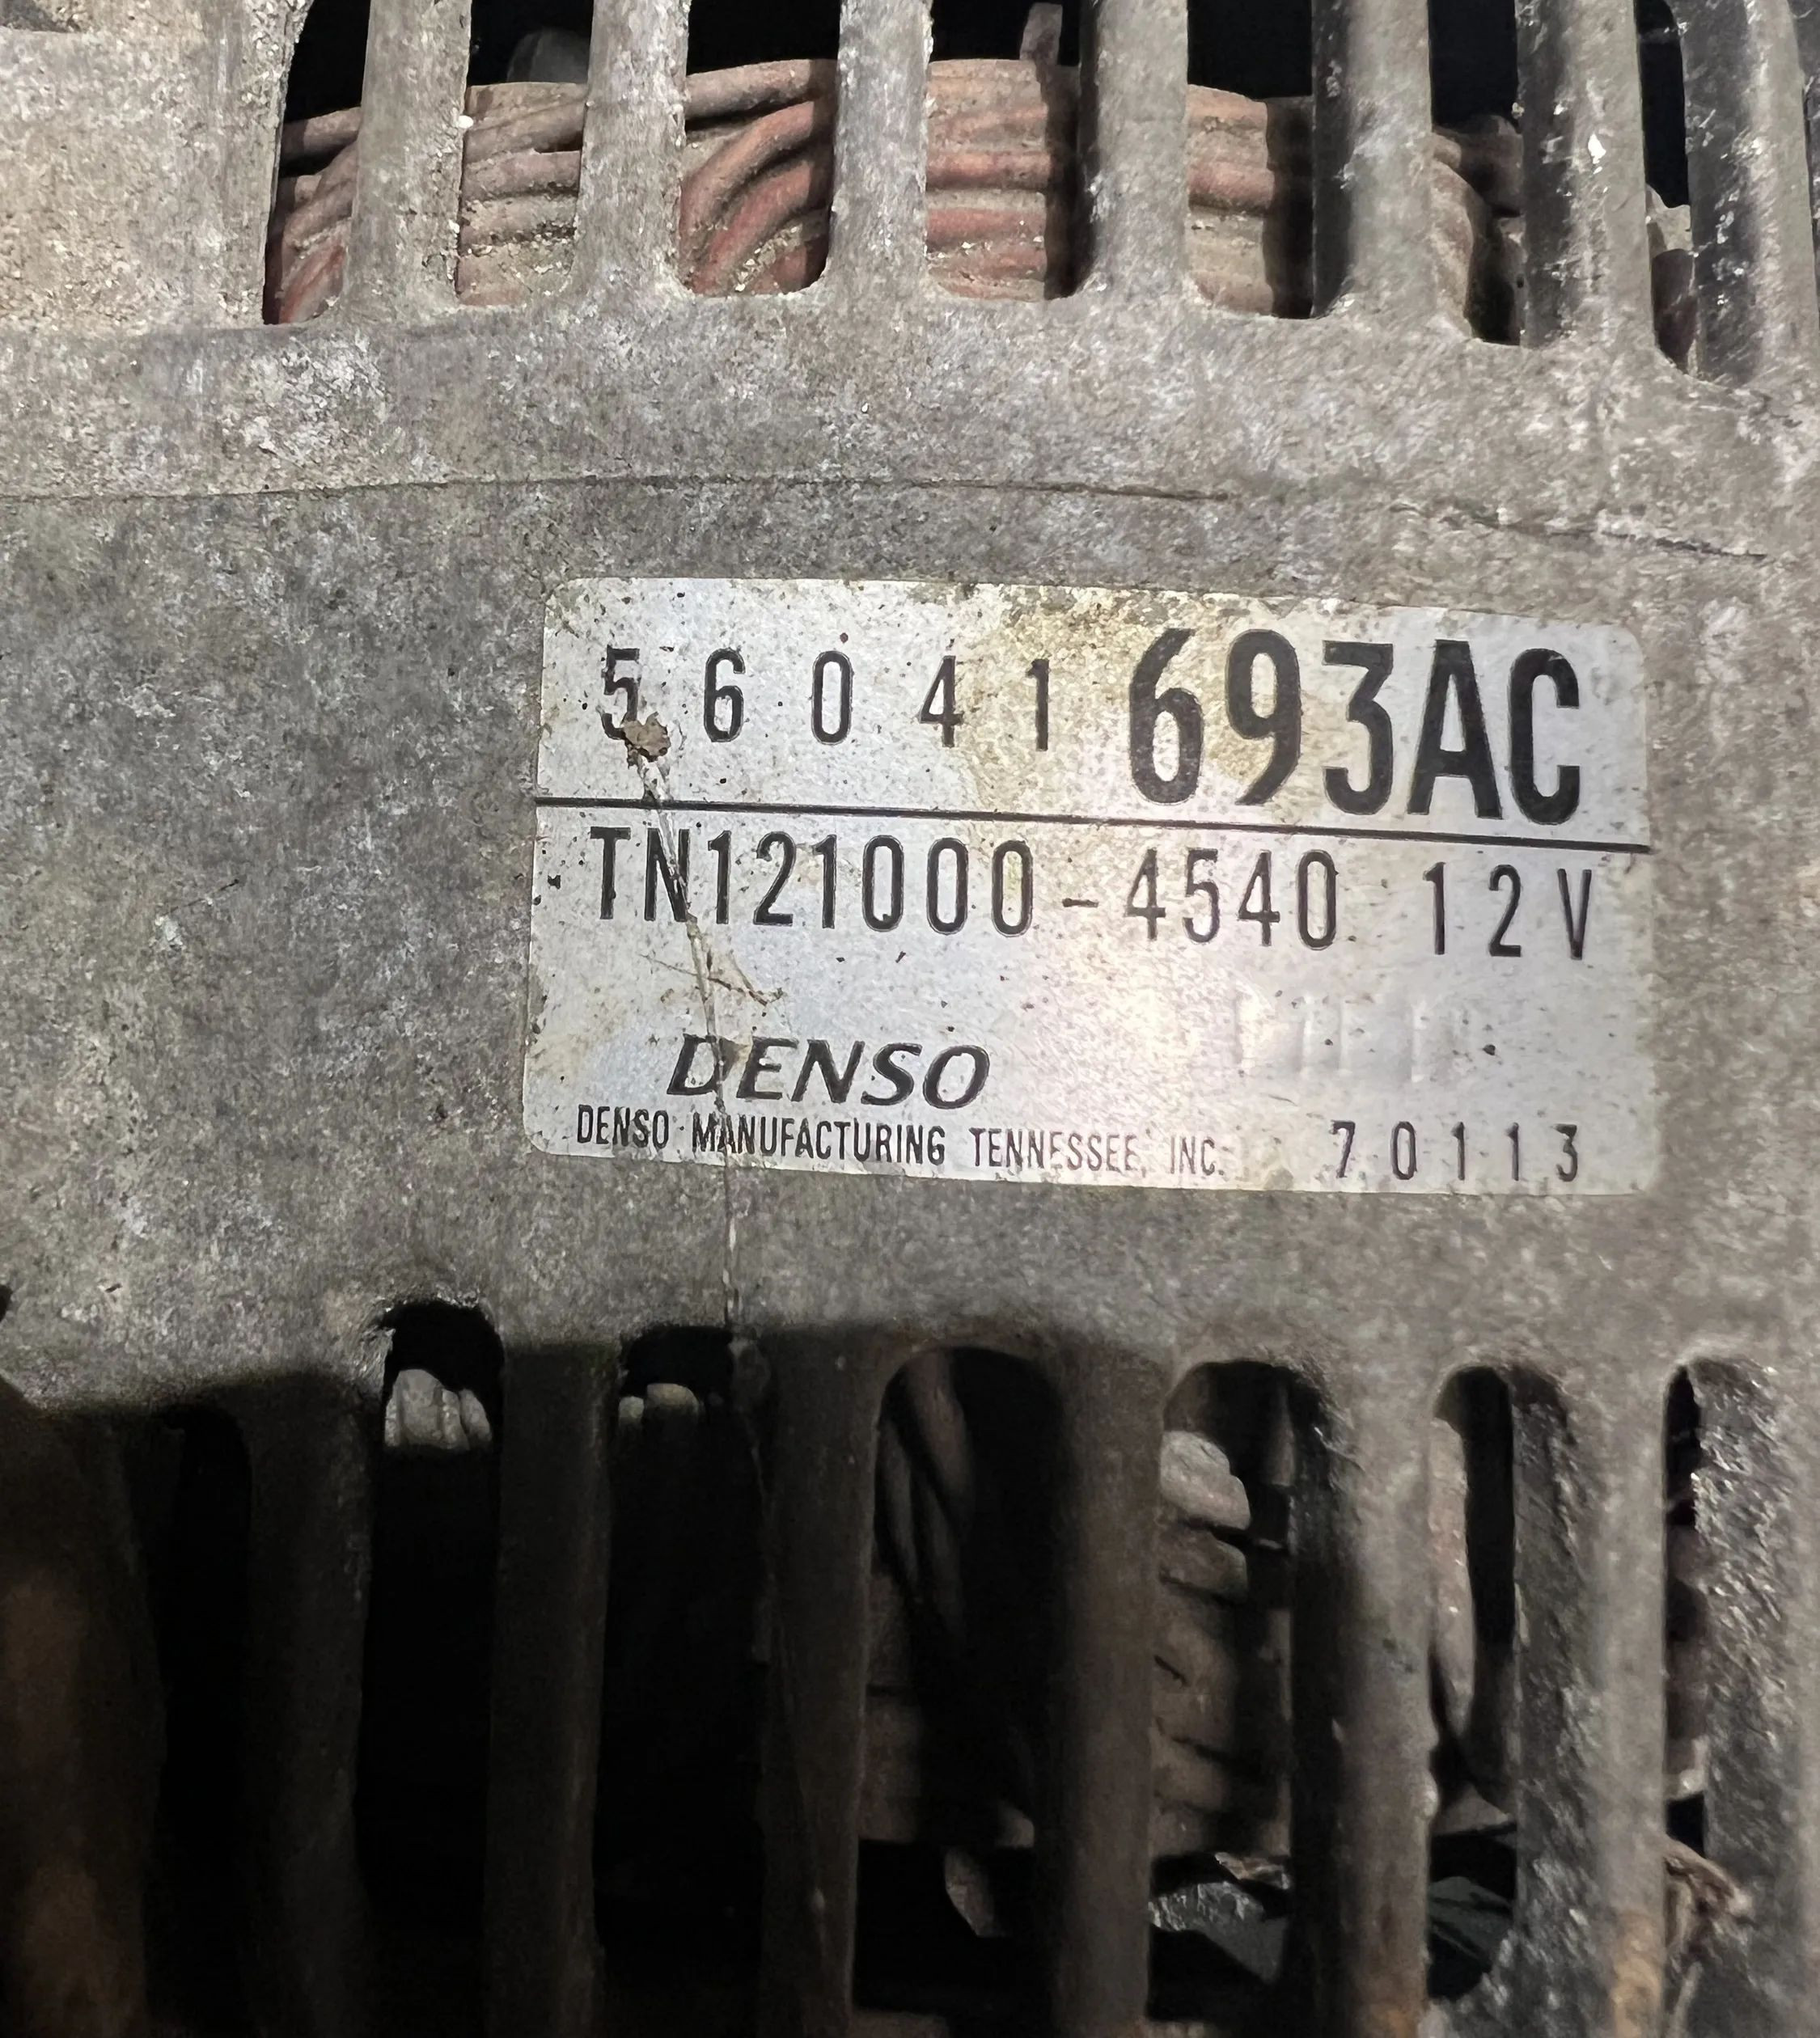 56041693AC
TN121000-4540 12V
DENSO
DENSO MANUFACTURING TENNESSEE, INC. 70113